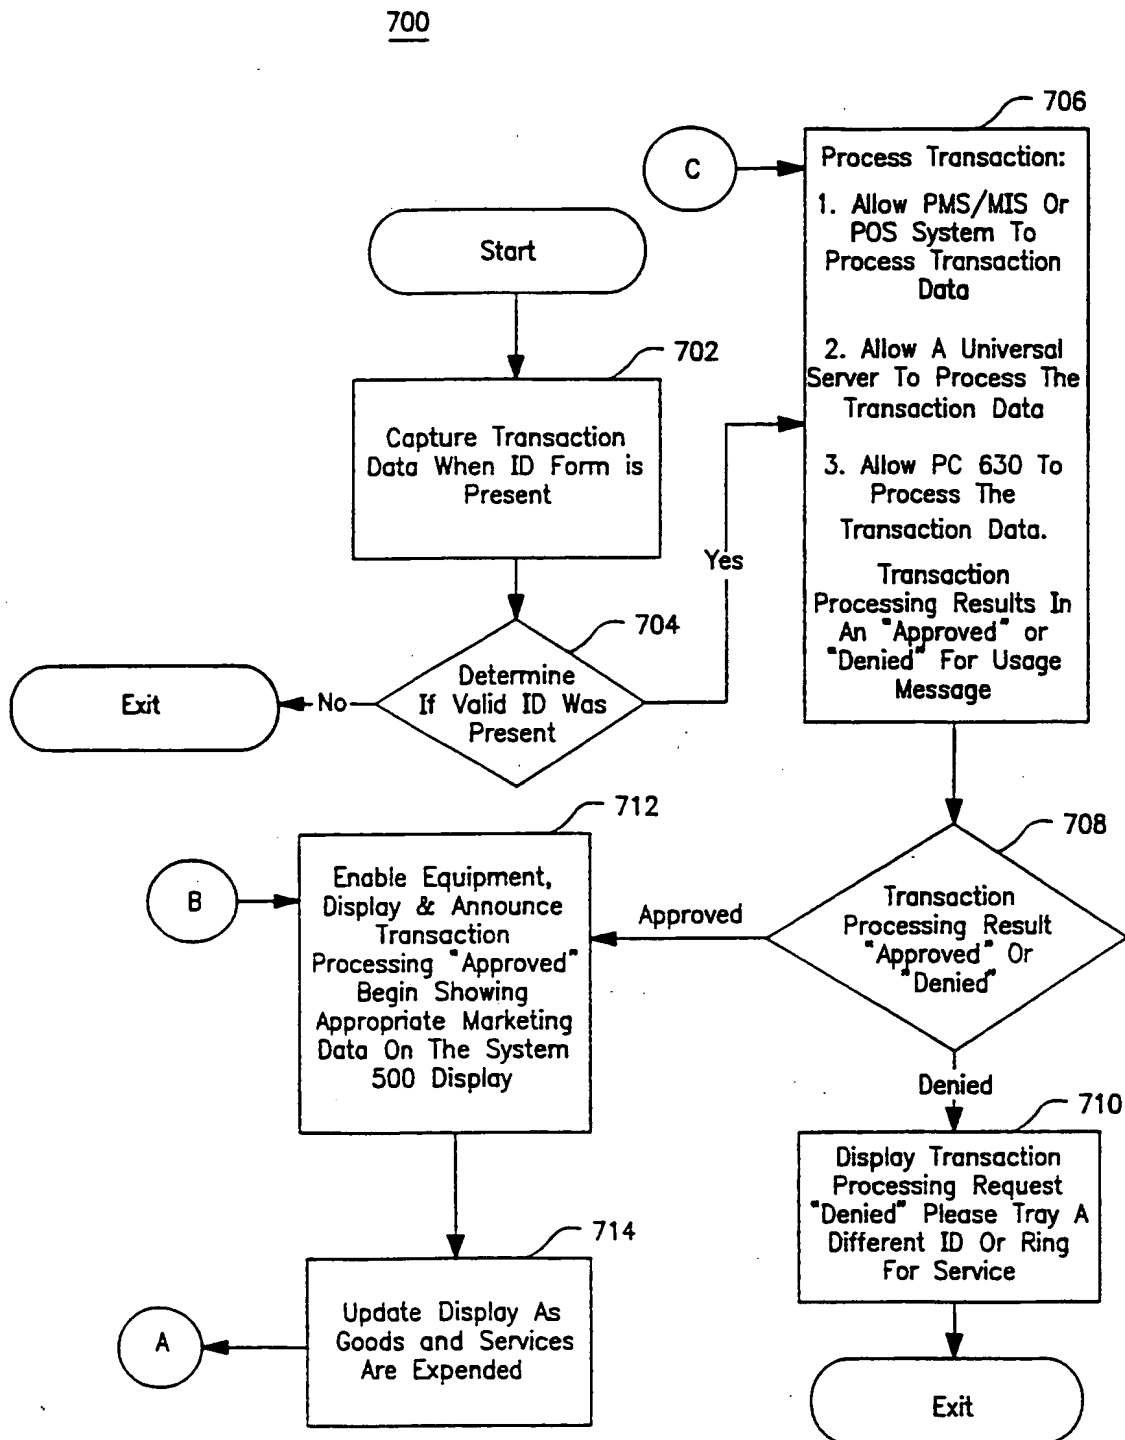 700
706
C
Process Transaction:
1. Allow PMS/MIS Or
POS System To
Process Transaction
Data
2. Allow A Universal
Server To Process The
Transaction Data
3. Allow PC 630 To
Process The
Transaction Data.
Transaction
Processing Results In
An "Approved" or
"Denied" For Usage
Message
Start
702
Capture Transaction
Data When ID Form is
Present
Yes
704
Determine
If Valid ID Was
Present
No
Exit
708
Transaction
Processing Result
"Approved" Or
"Denied"
Approved
712
B
Enable Equipment,
Display & Announce
Transaction
Processing "Approved"
Begin Showing
Appropriate Marketing
Data On The System
500 Display
Denied
710
Display Transaction
Processing Request
"Denied" Please Tray A
Different ID Or Ring
For Service
714
Update Display As
Goods and Services
Are Expended
A
Exit